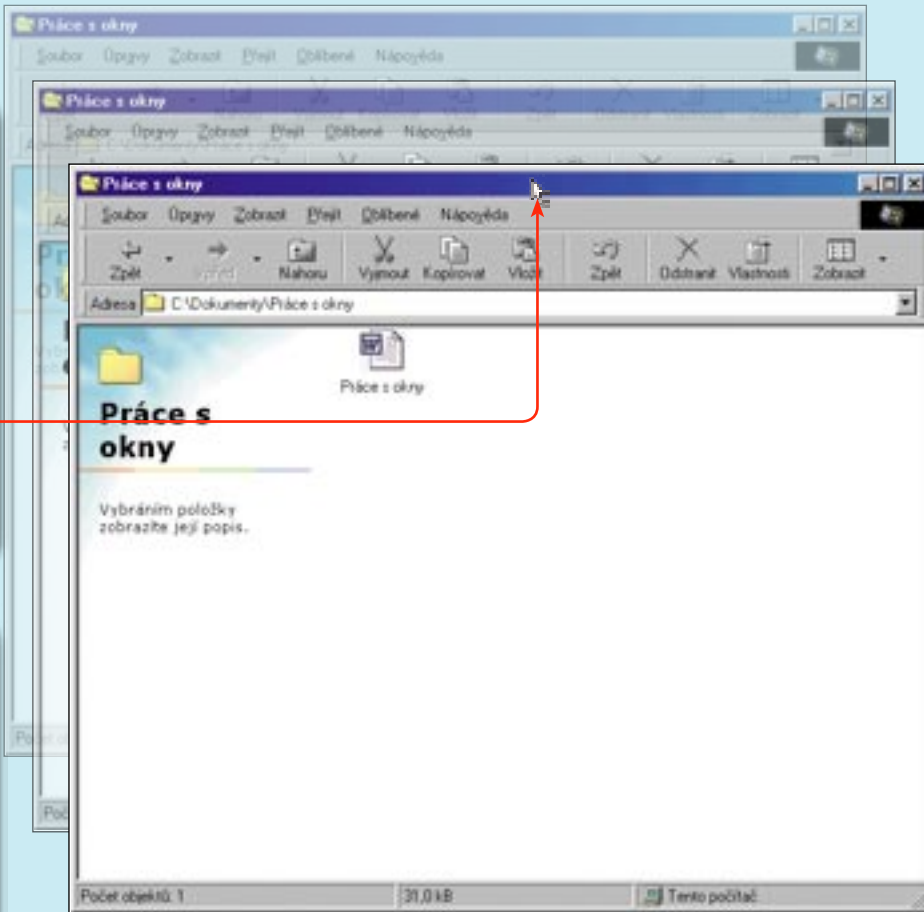 Práce s okny
Soubor Úpravy Zobrazit Přejít Oblíbené Nápověda
Práce s okny
Soubor Úpravy Zobrazit Přejít Oblíbené Nápověda
Práce s okny
Soubor Úpravy Zobrazit Přejít Oblíbené Nápověda
Zpět Vpřed Nahoru Vyjmout Kopírovat Vložit Zpět Odstranit Vlastnosti Zobrazit
Adresa C:\Dokumenty\Práce s okny
Práce s okny
Práce s
okny
Vybráním položky
zobrazíte její popis.
Počet objektů: 1 31,0 kB Tento počítač